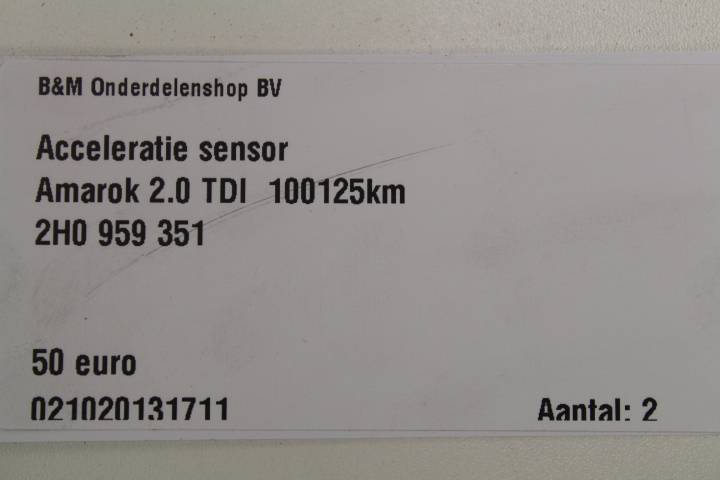 B&M Onderdelenshop BV
Acceleratie sensor
Amarok 2.0 TDI 100125km
2H0 959 351
50 euro
021020131711
Aantal: 2